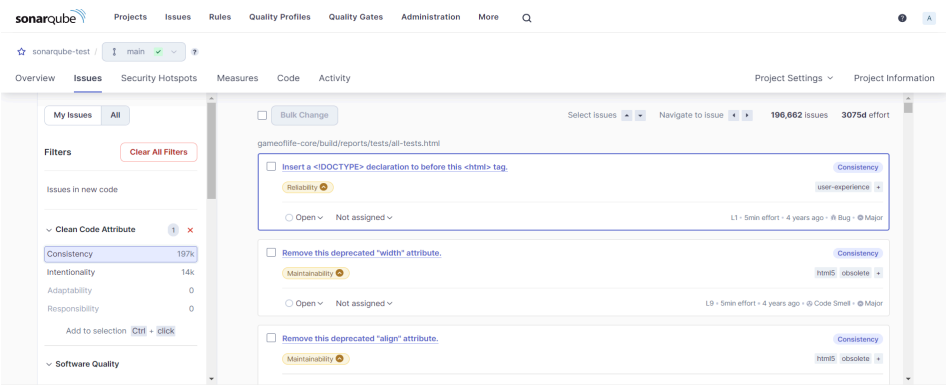 sonarqube Projects Issues Rules Quality Profiles Quality Gates Administration More ? A
sonarqube-test / main ?
Overview Issues Security Hotspots Measures Code Activity Project Settings Project Information
My Issues All
Filters Clear All Filters
Issues in new code
Clean Code Attribute 1
Consistency 197k
Intentionality 14k
Adaptability 0
Responsibility 0
Add to selection Ctrl + click
Software Quality
Bulk Change Select Issues Navigate to issue 196,662 issues 3075d effort
gameoflife-core/build/reports/tests/all-tests.html
Insert a <!DOCTYPE> declaration to before this <html> tag. Consistency
Reliability user-experience +
Open Not assigned L1 • 5min effort • 4 years ago • Bug • Major
Remove this deprecated "width" attribute. Consistency
Maintainability html5 obsolete +
Open Not assigned L9 • 5min effort • 4 years ago • Code Smell • Major
Remove this deprecated "align" attribute. Consistency
Maintainability html5 obsolete +